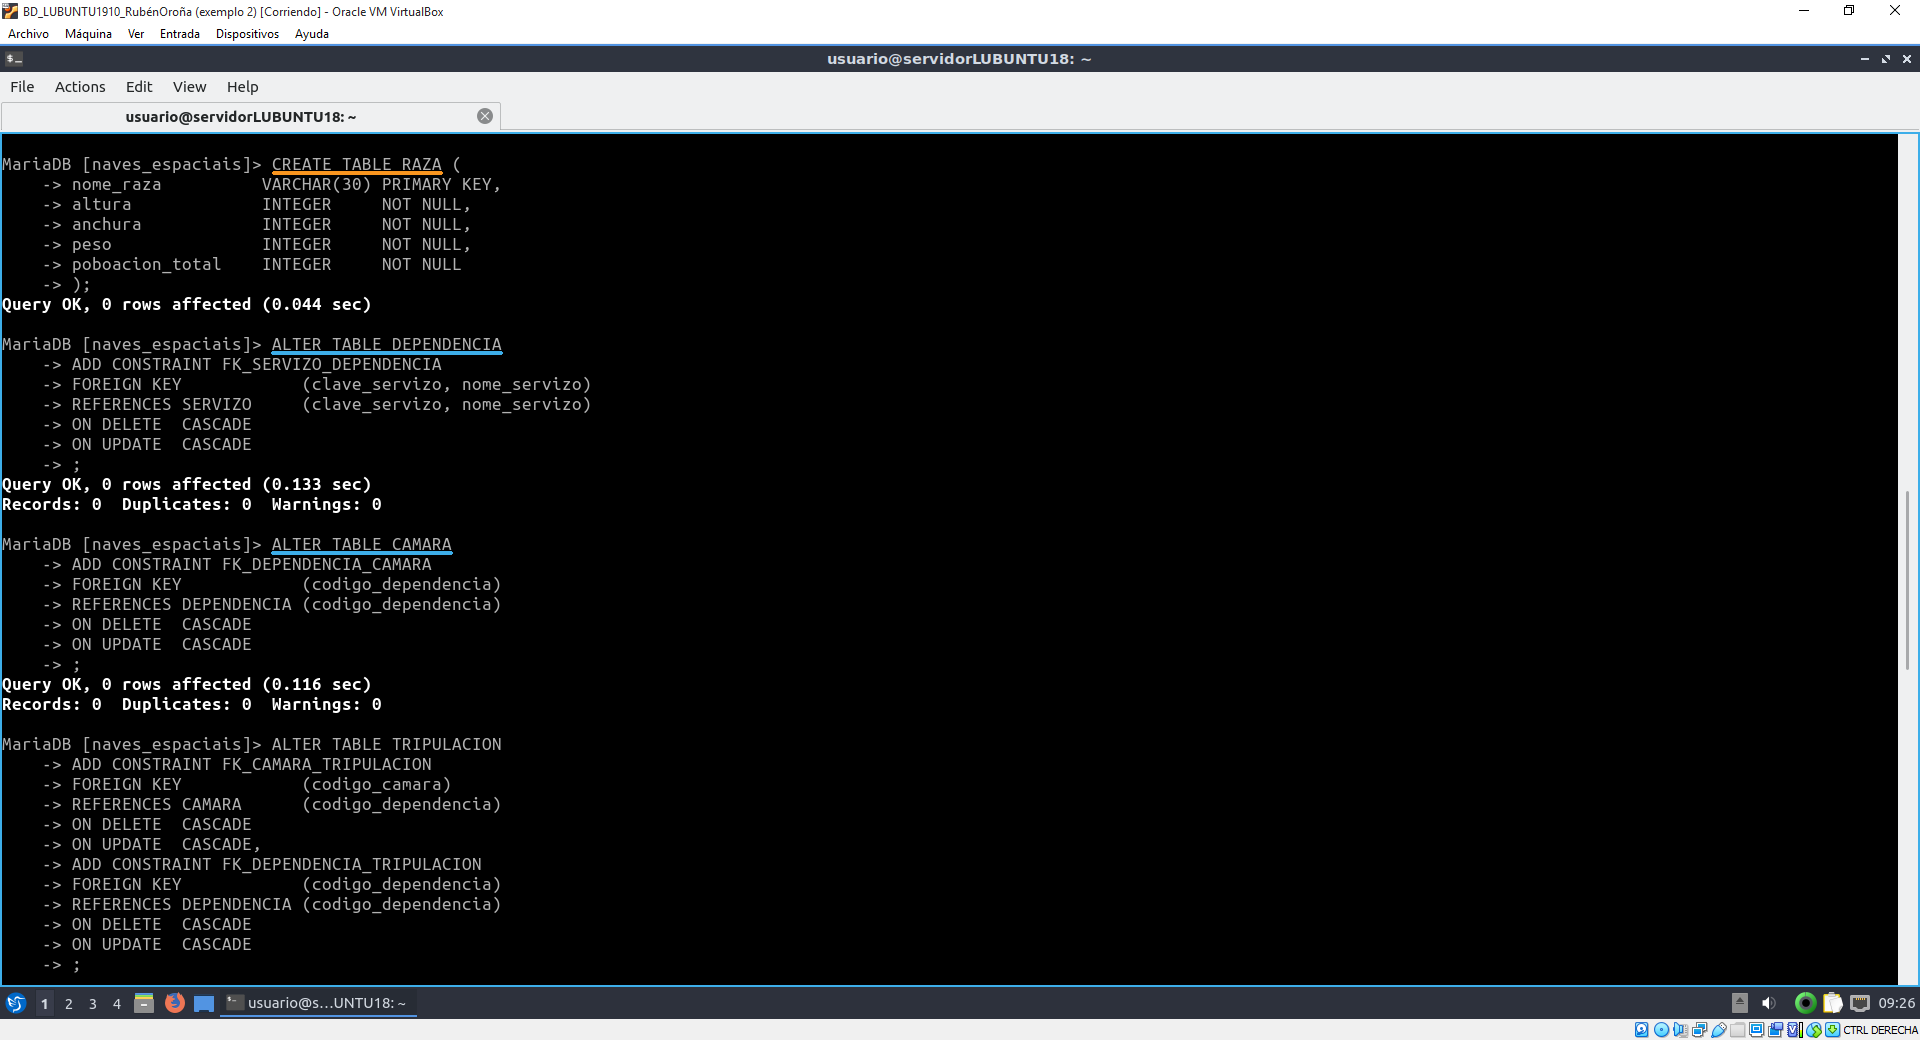 BD_LUBUNTU1910_RubénOroña (exemplo 2) [Corriendo] - Oracle VM VirtualBox
Archivo Máquina Ver Entrada Dispositivos Ayuda
usuario@servidorLUBUNTU18: ~
File Actions Edit View Help
usuario@servidorLUBUNTU18: ~
MariaDB [naves_espaciais]> CREATE TABLE RAZA (
-> nome_raza VARCHAR(30) PRIMARY KEY,
-> altura INTEGER NOT NULL,
-> anchura INTEGER NOT NULL,
-> peso INTEGER NOT NULL,
-> poboacion_total INTEGER NOT NULL
-> );
Query OK, 0 rows affected (0.044 sec)
MariaDB [naves_espaciais]> ALTER TABLE DEPENDENCIA
-> ADD CONSTRAINT FK_SERVIZO_DEPENDENCIA
-> FOREIGN KEY (clave_servizo, nome_servizo)
-> REFERENCES SERVIZO (clave_servizo, nome_servizo)
-> ON DELETE CASCADE
-> ON UPDATE CASCADE
-> ;
Query OK, 0 rows affected (0.133 sec)
Records: 0 Duplicates: 0 Warnings: 0
MariaDB [naves_espaciais]> ALTER TABLE CAMARA
-> ADD CONSTRAINT FK_DEPENDENCIA_CAMARA
-> FOREIGN KEY (codigo_dependencia)
-> REFERENCES DEPENDENCIA (codigo_dependencia)
-> ON DELETE CASCADE
-> ON UPDATE CASCADE
-> ;
Query OK, 0 rows affected (0.116 sec)
Records: 0 Duplicates: 0 Warnings: 0
MariaDB [naves_espaciais]> ALTER TABLE TRIPULACION
-> ADD CONSTRAINT FK_CAMARA_TRIPULACION
-> FOREIGN KEY (codigo_camara)
-> REFERENCES CAMARA (codigo_dependencia)
-> ON DELETE CASCADE
-> ON UPDATE CASCADE,
-> ADD CONSTRAINT FK_DEPENDENCIA_TRIPULACION
-> FOREIGN KEY (codigo_dependencia)
-> REFERENCES DEPENDENCIA (codigo_dependencia)
-> ON DELETE CASCADE
-> ON UPDATE CASCADE
-> ;
1 2 3 4 usuario@s...UNTU18: ~ 09:26
CTRL DERECHA